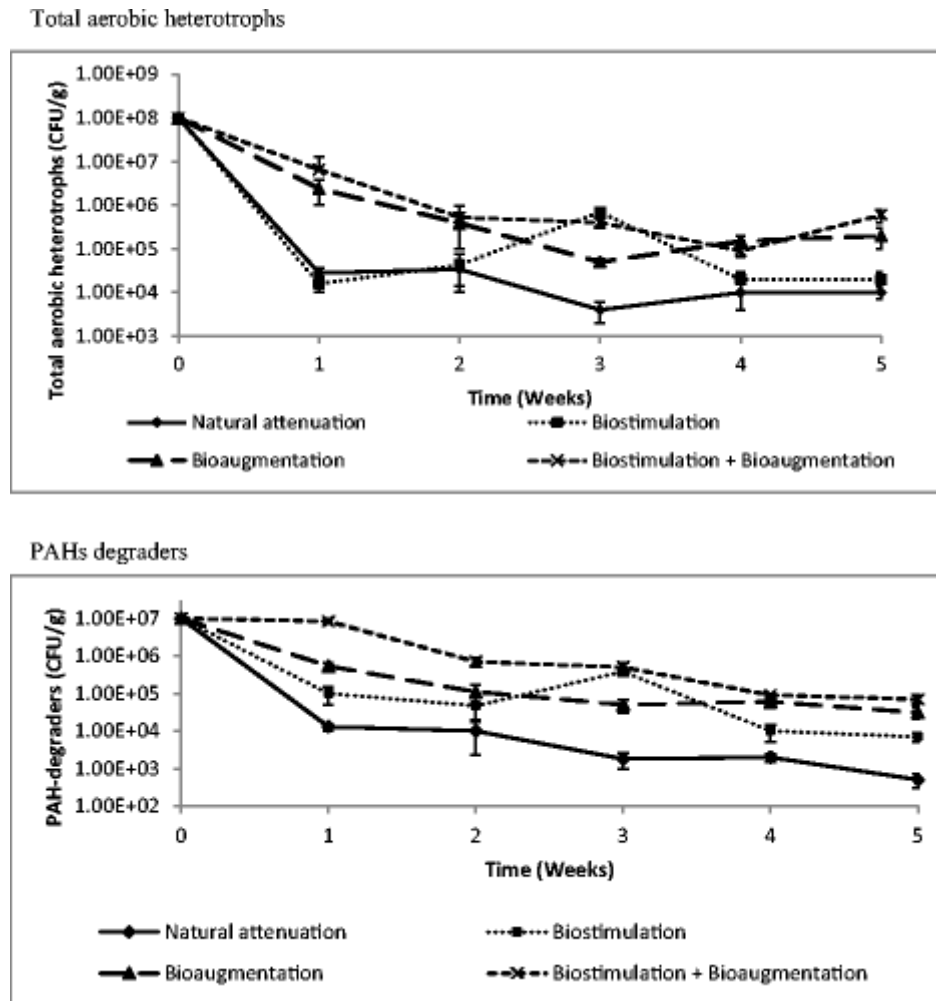 Total aerobic heterotrophs
Total aerobic heterotrophs (CFU/g)
1.00E+09
1.00E+08
1.00E+07
1.00E+06
1.00E+05
1.00E+04
1.00E+03
0 1 2 3 4 5
Time (Weeks)
Natural attenuation Biostimulation
Bioaugmentation Biostimulation + Bioaugmentation
PAHs degraders
PAH-degraders (CFU/g)
1.00E+07
1.00E+06
1.00E+05
1.00E+04
1.00E+03
1.00E+02
0 1 2 3 4 5
Time (Weeks)
Natural attenuation Biostimulation
Bioaugmentation Biostimulation + Bioaugmentation